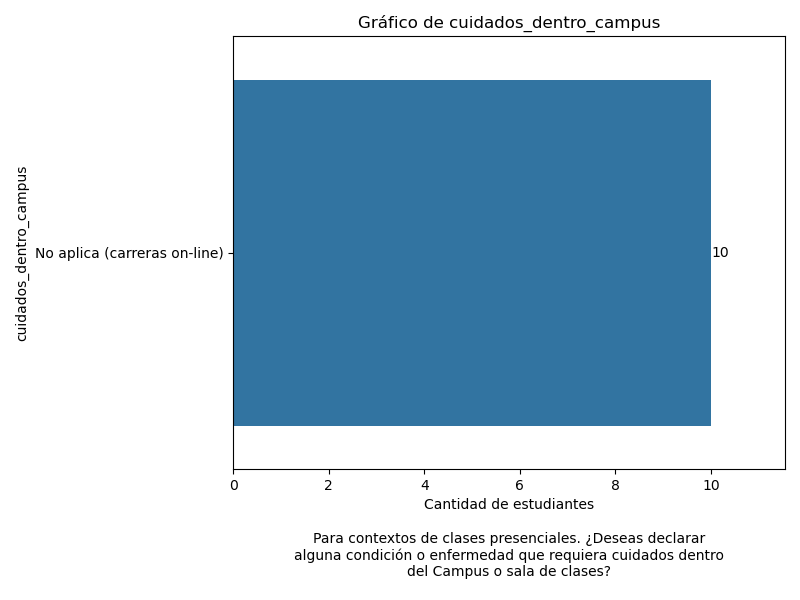 Gráfico de cuidados_dentro_campus
cuidados_dentro_campus
No aplica (carreras on-line)
10
0 2 4 6 8 10
Cantidad de estudiantes
Para contextos de clases presenciales. ¿Deseas declarar
alguna condición o enfermedad que requiera cuidados dentro
del Campus o sala de clases?